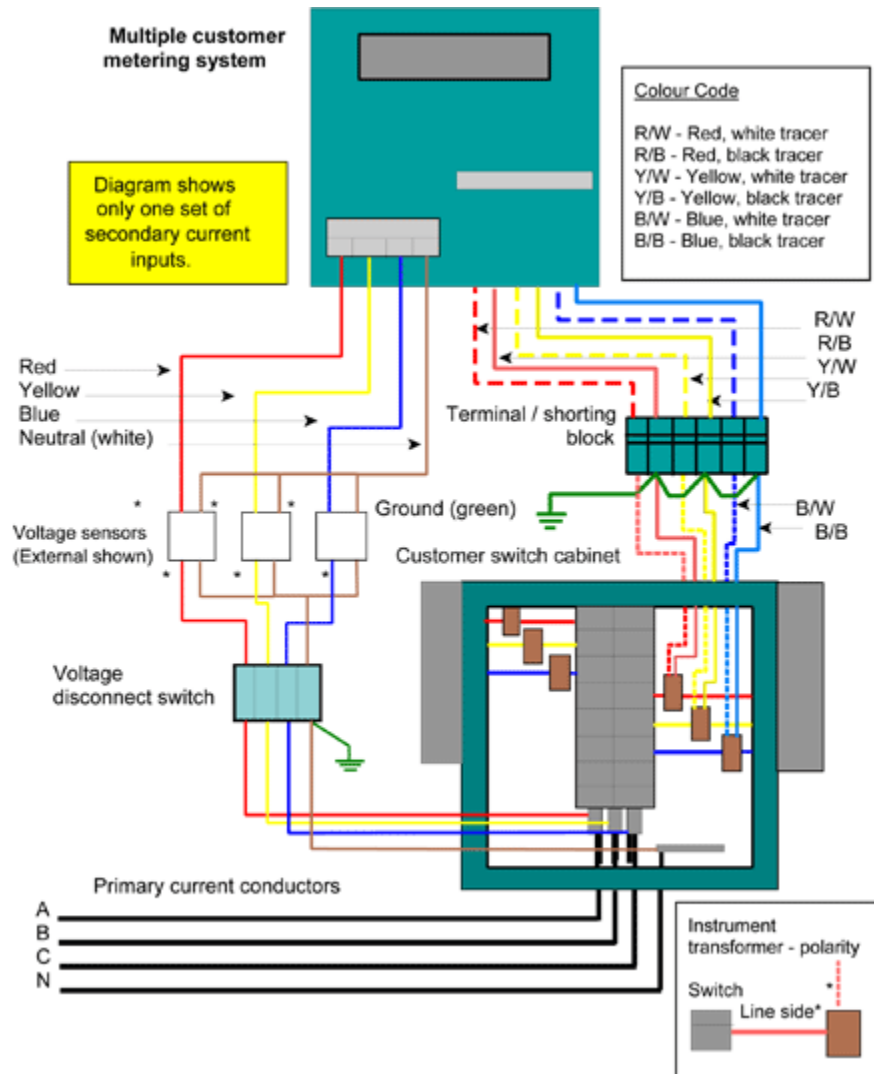 Multiple customer
metering system
Colour Code
R/W - Red, white tracer
R/B - Red, black tracer
Y/W - Yellow, white tracer
Y/B - Yellow, black tracer
B/W - Blue, white tracer
B/B - Blue, black tracer
Diagram shows
only one set of
secondary current
inputs.
R/W
R/B
Y/W
Y/B
Red
Yellow
Blue
Neutral (white)
Terminal / shorting
block
* * *
Ground (green)
B/W
B/B
Voltage sensors
(External shown)
Customer switch cabinet
* * *
Voltage
disconnect switch
Primary current conductors
A
B
C
N
Instrument
transformer - polarity
*
Switch
Line side*